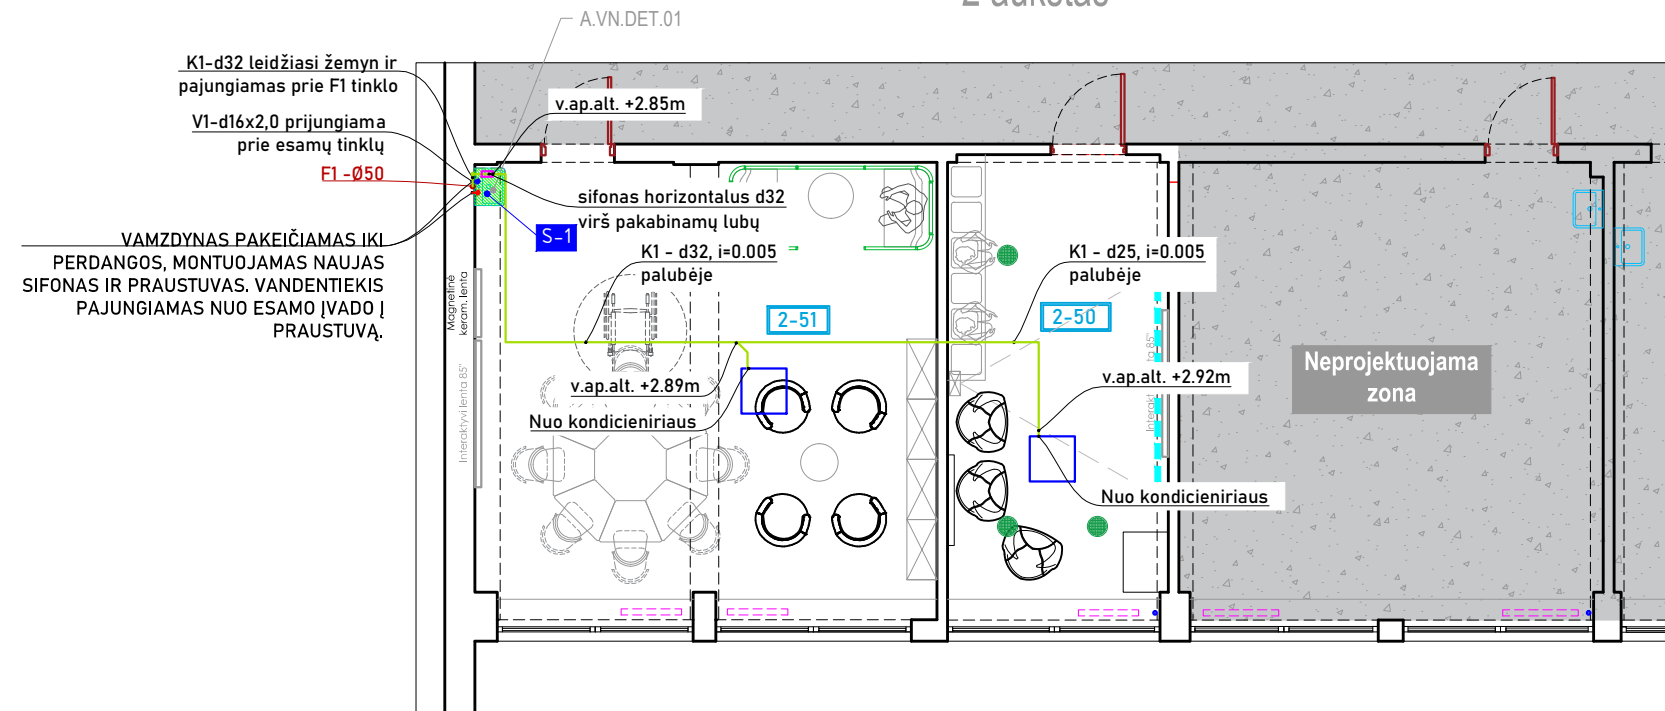 2 aukštas
A.VN.DET.01
K1-d32 leidžiasi žemyn ir
pajungiamas prie F1 tinklo
v.ap.alt. +2.85m
V1-d16x2,0 prijungiama
prie esamų tinklų
F1 -Ø50
sifonas horizontalus d32
virš pakabinamų lubų
S-1
VAMZDYNAS PAKEIČIAMAS IKI
PERDANGOS, MONTUOJAMAS NAUJAS
SIFONAS IR PRAUSTUVAS. VANDENTIEKIS
PAJUNGIAMAS NUO ESAMO ĮVADO Į
PRAUSTUVĄ.
K1 - d32, i=0.005
palubėje
K1 - d25, i=0.005
palubėje
Magnetinė
keram. lenta
2-51
2-50
Interaktyvi lenta 85"
Neprojektuojama
zona
v.ap.alt. +2.89m
v.ap.alt. +2.92m
Nuo kondicieniriaus
Nuo kondicieniriaus